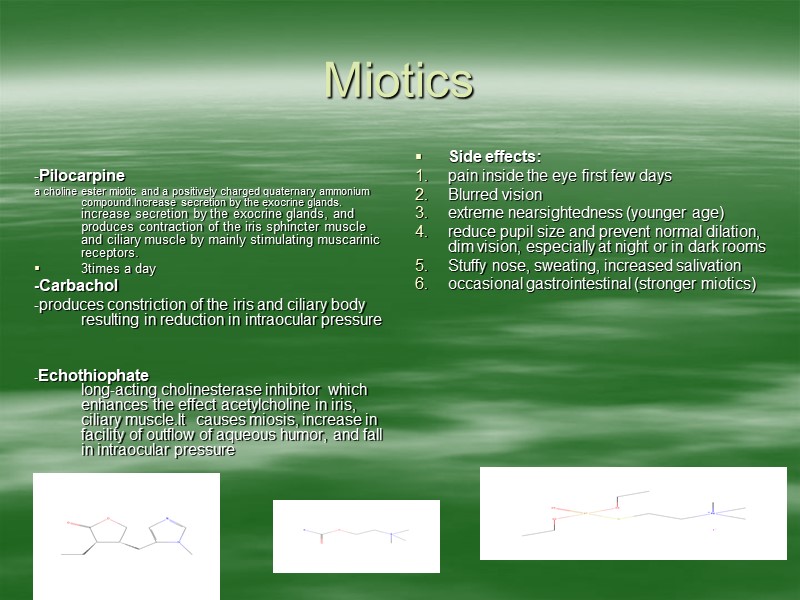 Miotics
-Pilocarpine
a choline ester miotic and a positively charged quaternary ammonium
compound.Increase secretion by the exocrine glands.
increase secretion by the exocrine glands, and
produces contraction of the iris sphincter muscle
and ciliary muscle by mainly stimulating muscarinic
receptors.
▪ 3times a day
-Carbachol
-produces constriction of the iris and ciliary body
resulting in reduction in intraocular pressure
-Echothiophate
long-acting cholinesterase inhibitor which
enhances the effect acetylcholine in iris,
ciliary muscle.It causes miosis, increase in
facility of outflow of aqueous humor, and fall
in intraocular pressure
▪ Side effects:
1. pain inside the eye first few days
2. Blurred vision
3. extreme nearsightedness (younger age)
4. reduce pupil size and prevent normal dilation,
dim vision, especially at night or in dark rooms
5. Stuffy nose, sweating, increased salivation
6. occasional gastrointestinal (stronger miotics)